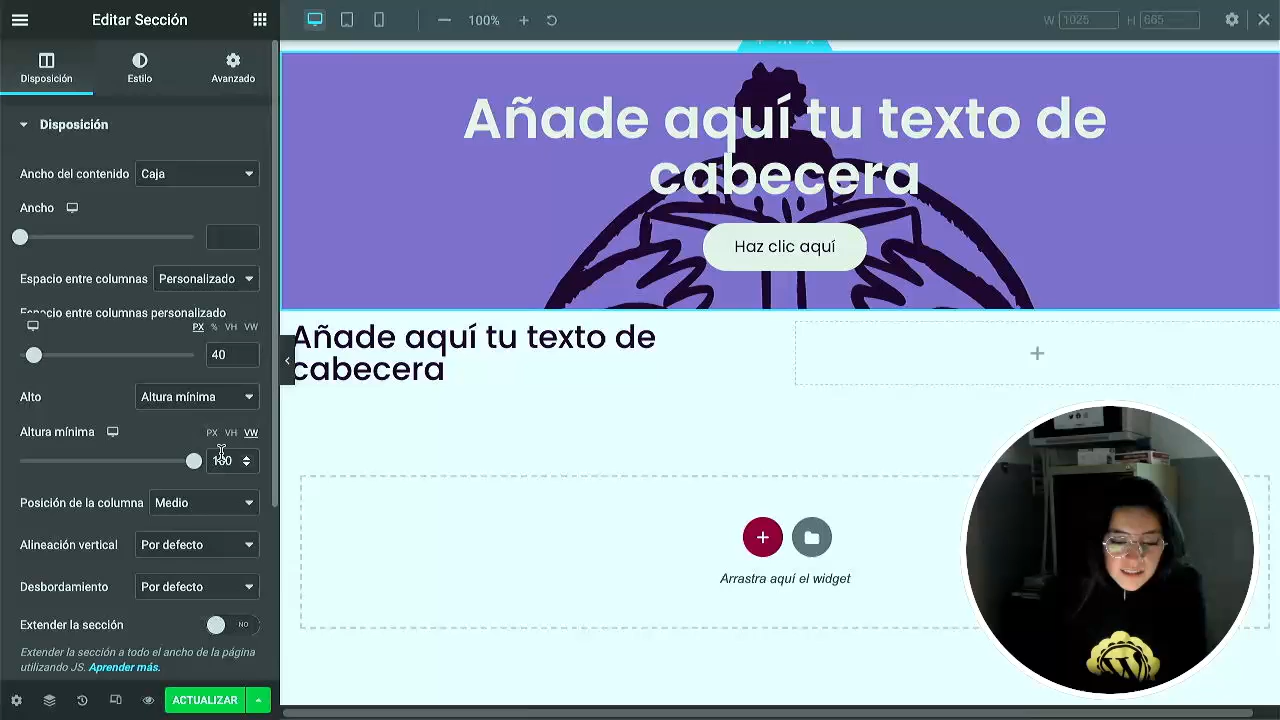 Editar Sección
100%
W 1025 H 665
Disposición Estilo Avanzado
Disposición
Ancho del contenido Caja
Ancho
Espacio entre columnas Personalizado
Espacio entre columnas personalizado
PX % VH VW
40
Alto Altura mínima
Altura mínima PX VH VW
Posición de la columna Medio
Alineación vertical Por defecto
Desbordamiento Por defecto
Extender la sección NO
Extender la sección a todo el ancho de la página
utilizando JS. Aprender más.
ACTUALIZAR
Añade aquí tu texto de
cabecera
Haz clic aquí
Añade aquí tu texto de
cabecera
Arrastra aquí el widget